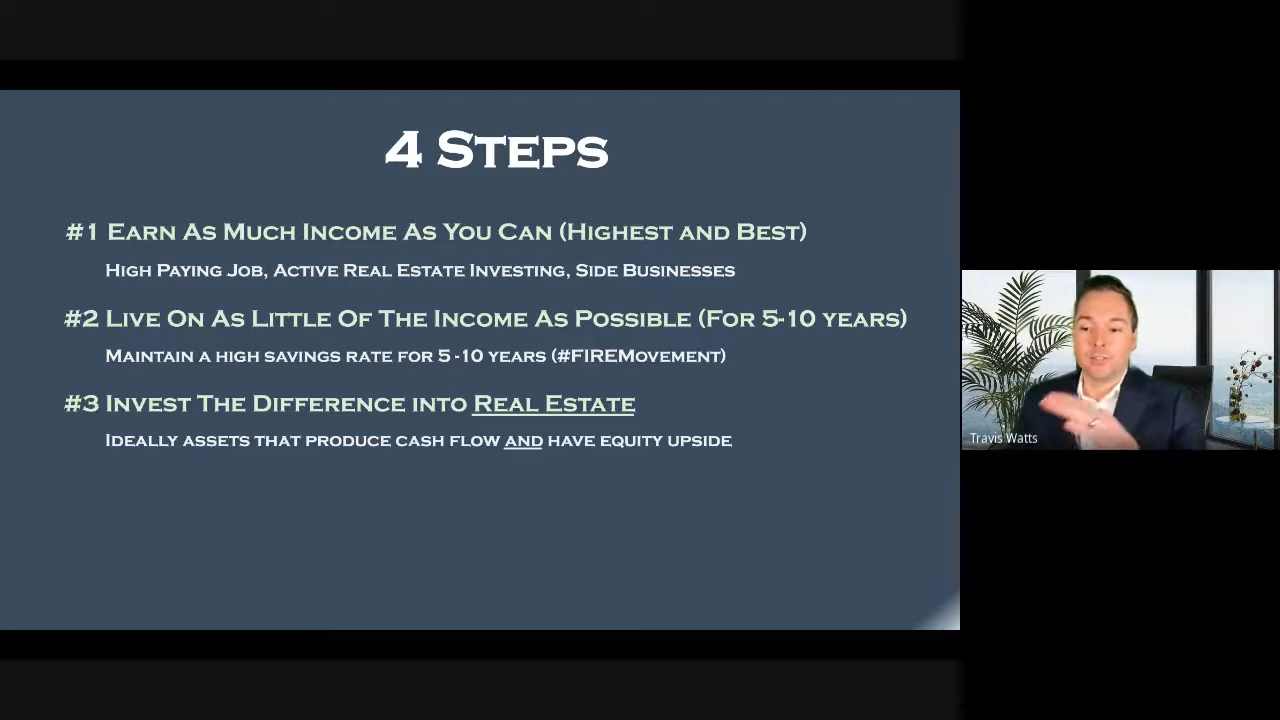 4 Steps
#1 Earn As Much Income As You Can (Highest and Best)
High Paying Job, Active Real Estate Investing, Side Businesses
#2 Live On As Little Of The Income As Possible (For 5-10 years)
Maintain a high savings rate for 5-10 years (#FIREMovement)
#3 Invest The Difference into Real Estate
Ideally assets that produce cash flow and have equity upside
Travis Watts